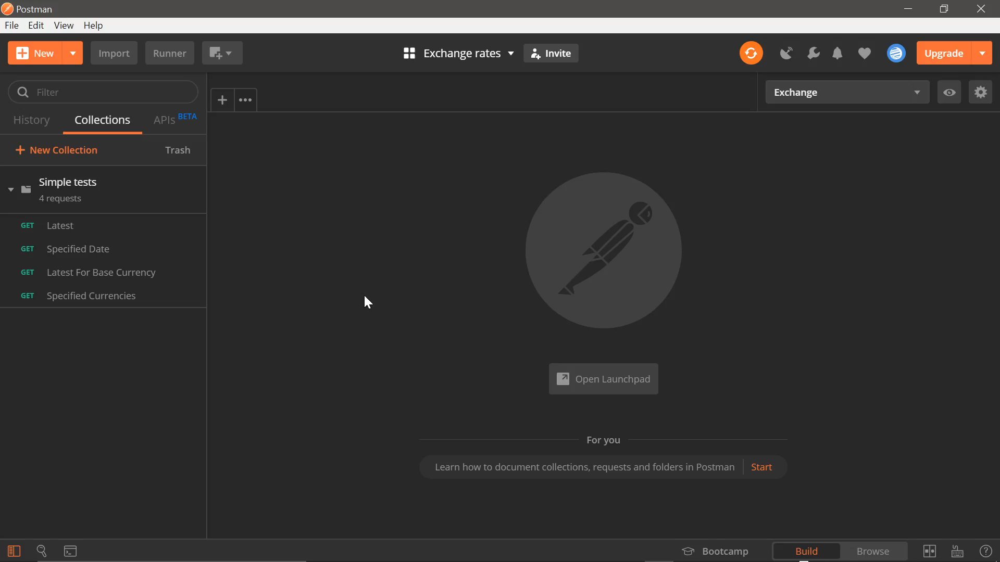 Postman
File Edit View Help
New Import Runner Exchange rates Invite Upgrade
Filter
Exchange
History Collections APIs BETA
New Collection Trash
Simple tests
4 requests
GET Latest
GET Specified Date
GET Latest For Base Currency
GET Specified Currencies
Open Launchpad
For you
Learn how to document collections, requests and folders in Postman Start
Bootcamp Build Browse